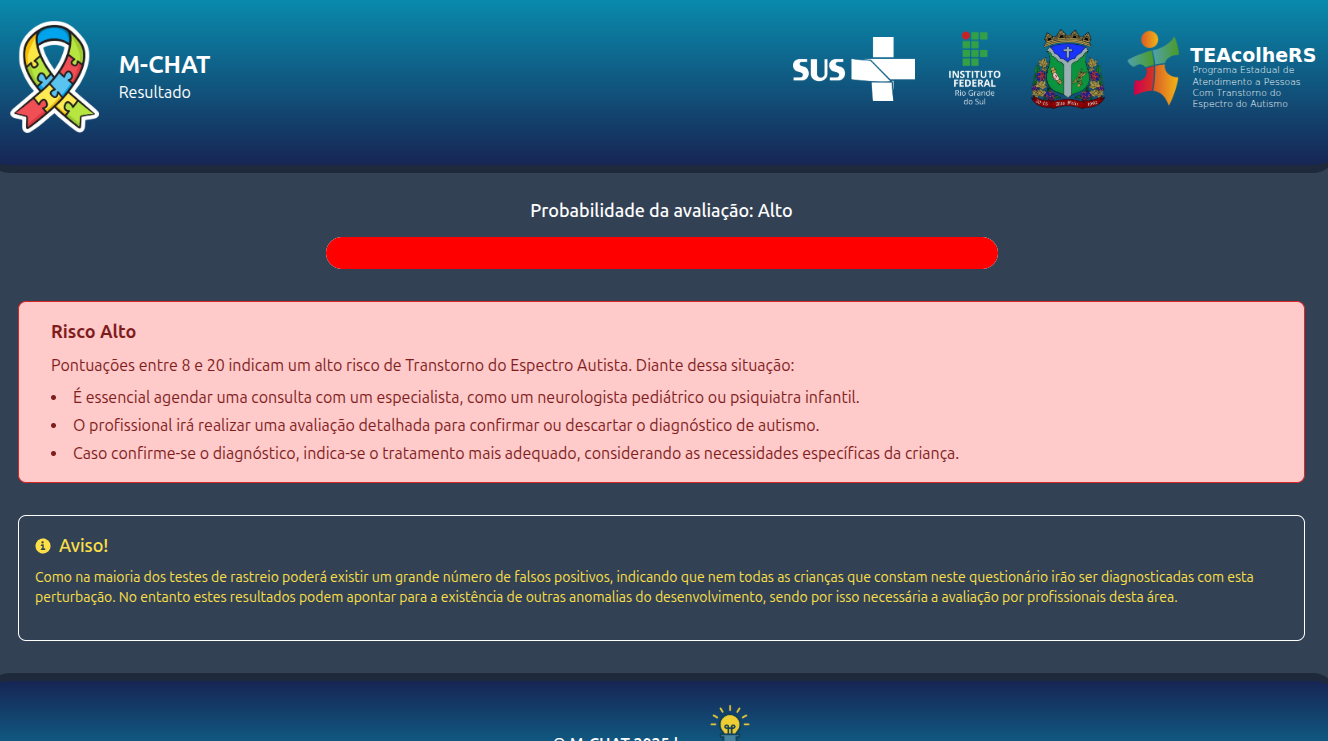 M-CHAT
Resultado
SUS
INSTITUTO
FEDERAL
Rio Grande
do Sul
TEAcolheRS
Programa Estadual de
Atendimento a Pessoas
Com Transtorno do
Espectro do Autismo
Probabilidade da avaliação: Alto
Risco Alto
Pontuações entre 8 e 20 indicam um alto risco de Transtorno do Espectro Autista. Diante dessa situação:
• É essencial agendar uma consulta com um especialista, como um neurologista pediátrico ou psiquiatra infantil.
• O profissional irá realizar uma avaliação detalhada para confirmar ou descartar o diagnóstico de autismo.
• Caso confirme-se o diagnóstico, indica-se o tratamento mais adequado, considerando as necessidades específicas da criança.
Aviso!
Como na maioria dos testes de rastreio poderá existir um grande número de falsos positivos, indicando que nem todas as crianças que constam neste questionário irão ser diagnosticadas com esta
perturbação. No entanto estes resultados podem apontar para a existência de outras anomalias do desenvolvimento, sendo por isso necessária a avaliação por profissionais desta área.
© M-CHAT 2025 |